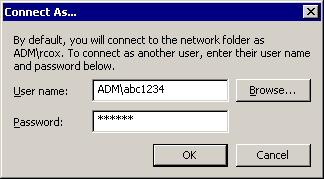 Connect As...
By default, you will connect to the network folder as
ADM\rcox. To connect as another user, enter their user name
and password below.
User name: ADM\abc1234 Browse...
Password: ******
OK Cancel